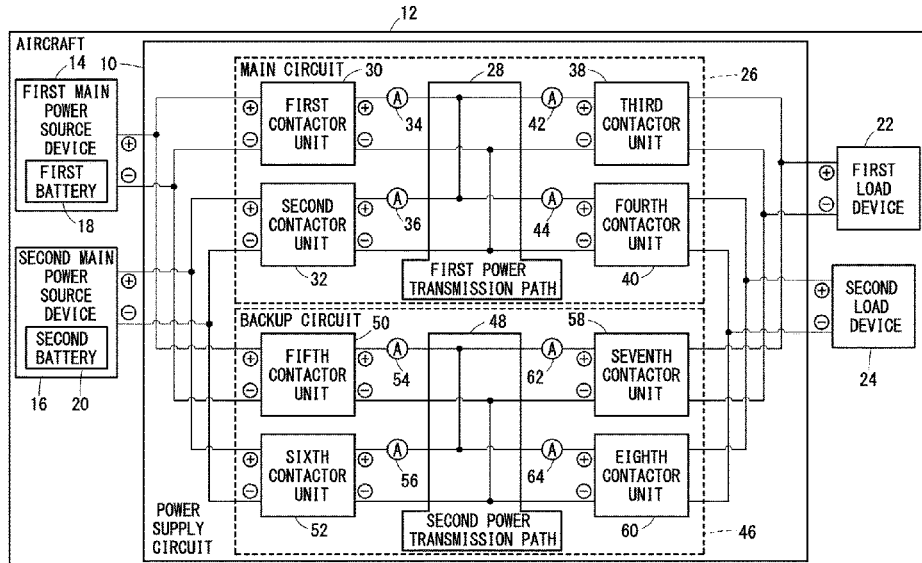 12
AIRCRAFT
14
10
FIRST MAIN
POWER
SOURCE
DEVICE
FIRST
BATTERY
18
⊕
⊖
SECOND MAIN
POWER
SOURCE
DEVICE
SECOND
BATTERY
16
20
⊕
⊖
MAIN CIRCUIT
30
28
38
26
⊕
⊖
FIRST
CONTACTOR
UNIT
⊕
⊖
A
34
A
42
⊕
⊖
THIRD
CONTACTOR
UNIT
⊕
⊖
SECOND
CONTACTOR
UNIT
32
⊕
⊖
A
36
A
44
⊕
⊖
FOURTH
CONTACTOR
UNIT
40
FIRST POWER
TRANSMISSION PATH
22
⊕
⊖
FIRST
LOAD
DEVICE
⊕
⊖
SECOND
LOAD
DEVICE
24
BACKUP CIRCUIT
50
48
58
⊕
⊖
FIFTH
CONTACTOR
UNIT
⊕
⊖
A
54
A
62
⊕
⊖
SEVENTH
CONTACTOR
UNIT
⊕
⊖
SIXTH
CONTACTOR
UNIT
52
⊕
⊖
A
56
A
64
⊕
⊖
EIGHTH
CONTACTOR
UNIT
60
SECOND POWER
TRANSMISSION PATH
46
POWER
SUPPLY
CIRCUIT